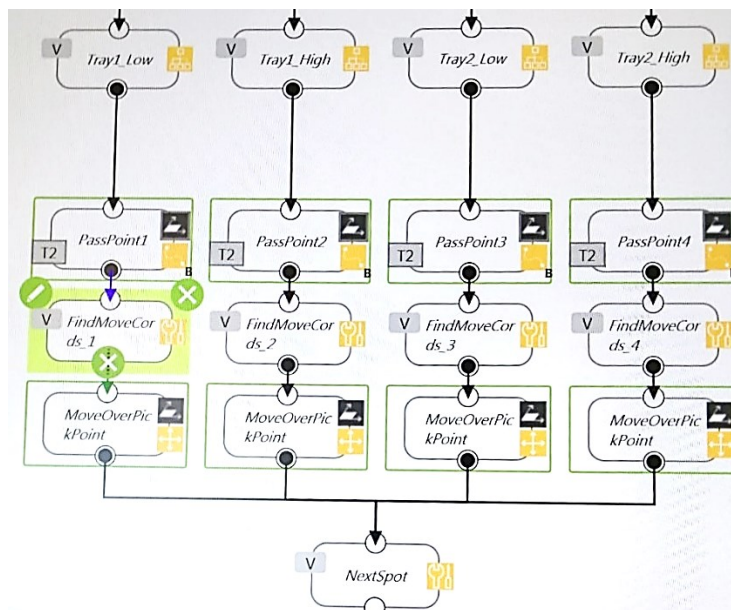 V
Tray1_Low
V
Tray1_High
V
Tray2_Low
V
Tray2_High
T2
PassPoint1
B
T2
PassPoint2
B
T2
PassPoint3
B
T2
PassPoint4
V
FindMoveCor
ds_1
V
FindMoveCor
ds_2
V
FindMoveCor
ds_3
V
FindMoveCor
ds_4
MoveOverPic
kPoint
MoveOverPic
kPoint
MoveOverPic
kPoint
MoveOverPic
kPoint
V
NextSpot